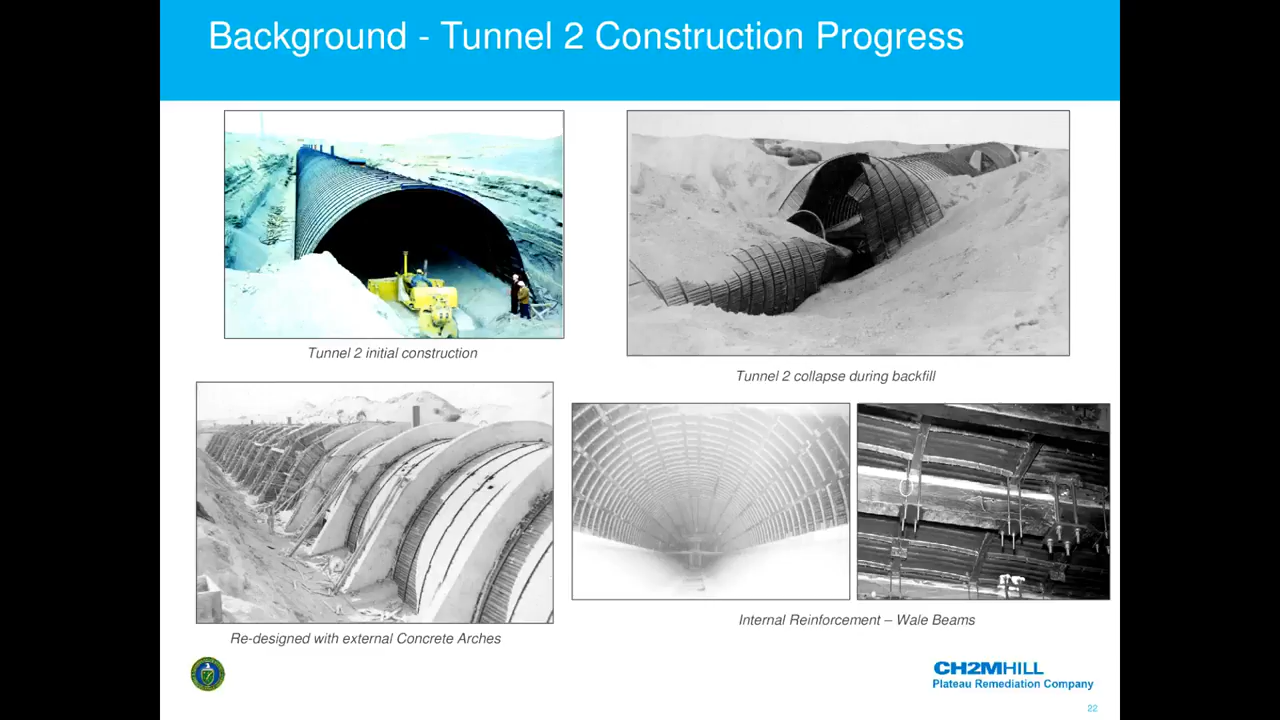 Background - Tunnel 2 Construction Progress
Tunnel 2 initial construction
Tunnel 2 collapse during backfill
Re-designed with external Concrete Arches
Internal Reinforcement – Wale Beams
CH2MHILL
Plateau Remediation Company
22